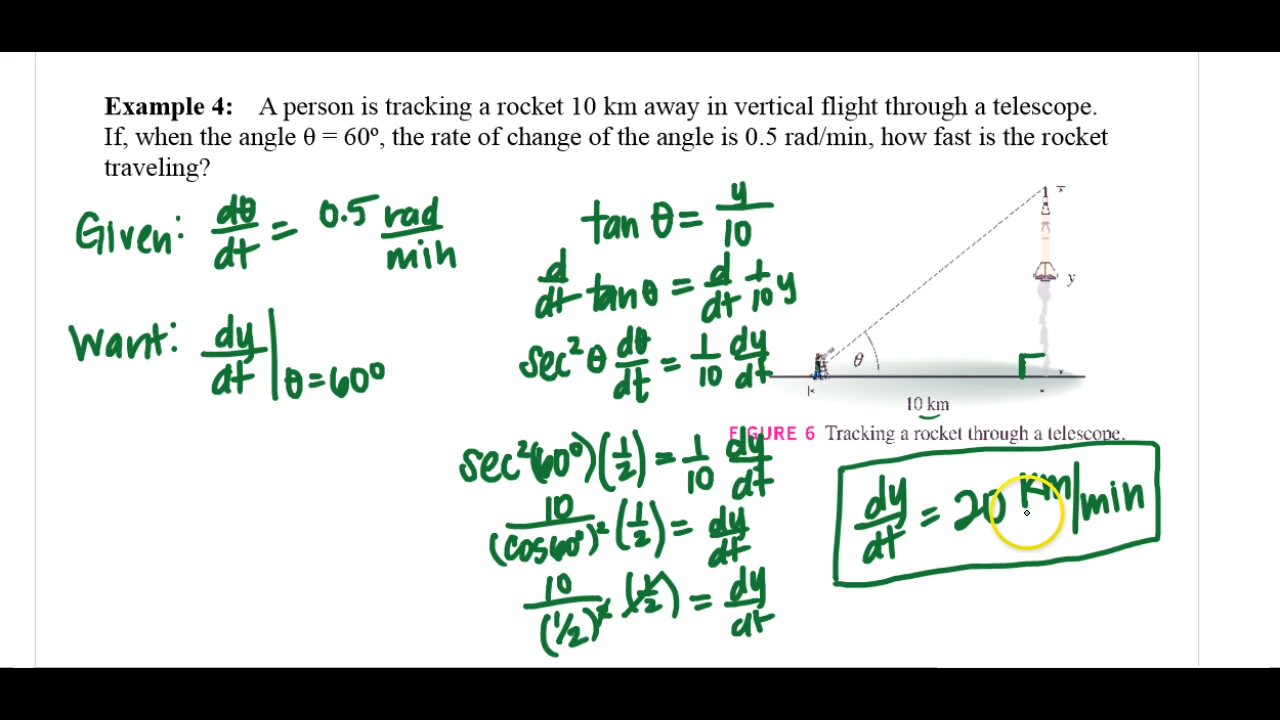 Example 4: A person is tracking a rocket 10 km away in vertical flight through a telescope.
If, when the angle θ = 60º, the rate of change of the angle is 0.5 rad/min, how fast is the rocket
traveling?
Given: dθ/dt = 0.5 rad/min
Want: dy/dt | θ=60°
tan θ = y/10
d/dt tan θ = d/dt 1/10 y
sec² θ dθ/dt = 1/10 dy/dt
sec²(60°)(1/2) = 1/10 dy/dt
10/(cos60°)² (1/2) = dy/dt
10/(1/2)² (1/2) = dy/dt
y
θ
10 km
FIGURE 6 Tracking a rocket through a telescope.
dy/dt = 20 km/min